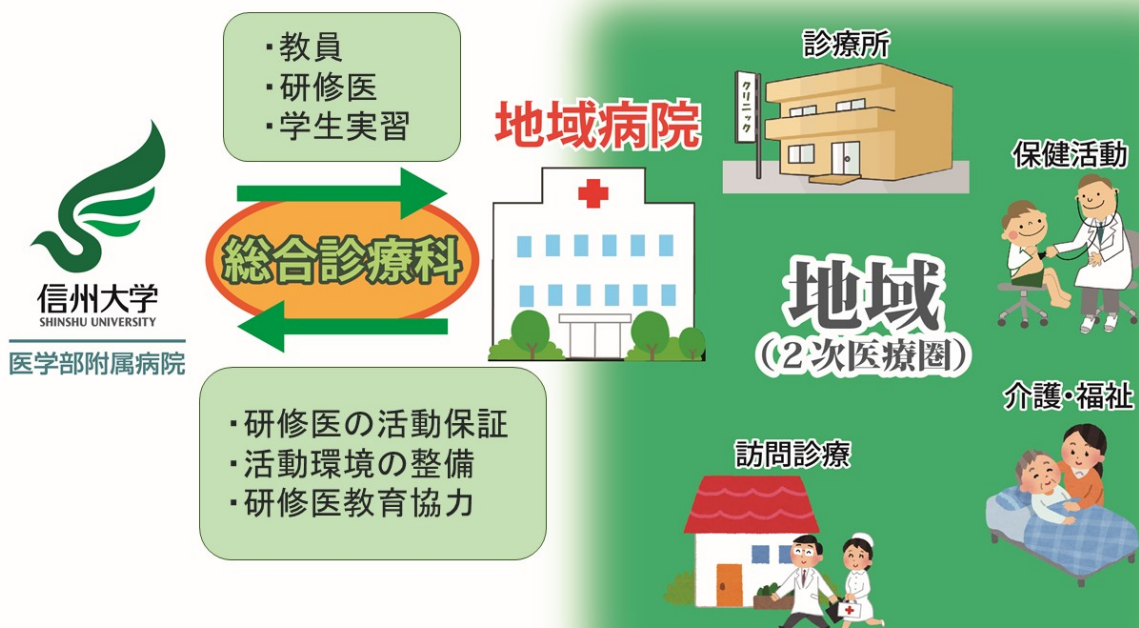 ・教員
・研修医
・学生実習
信州大学
SHINSHU UNIVERSITY
医学部附属病院
総合診療科
・研修医の活動保証
・活動環境の整備
・研修医教育協力
地域病院
診療所
クリニック
保健活動
地域
(2次医療圏)
介護・福祉
訪問診療